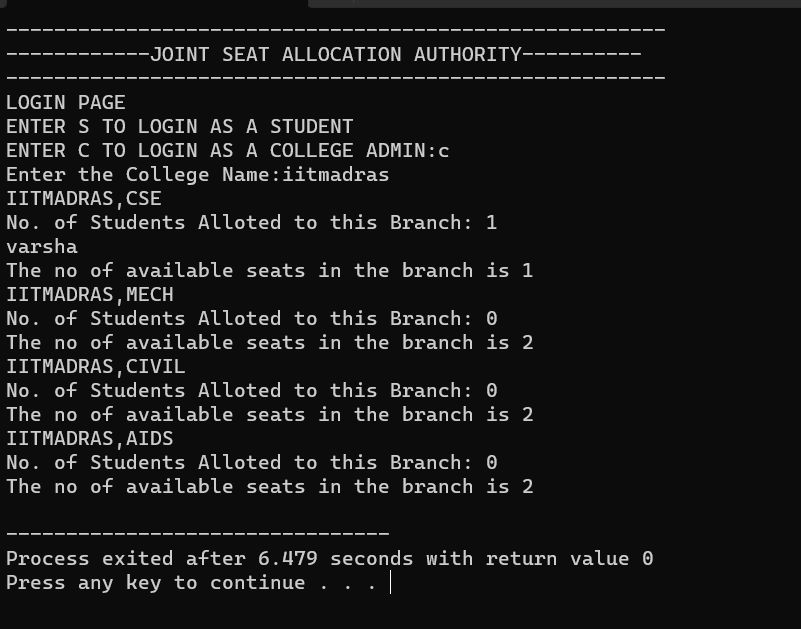 -------------------------------------------------------
------------JOINT SEAT ALLOCATION AUTHORITY----------
-------------------------------------------------------
LOGIN PAGE
ENTER S TO LOGIN AS A STUDENT
ENTER C TO LOGIN AS A COLLEGE ADMIN:c
Enter the College Name:iitmadras
IITMADRAS,CSE
No. of Students Alloted to this Branch: 1
varsha
The no of available seats in the branch is 1
IITMADRAS,MECH
No. of Students Alloted to this Branch: 0
The no of available seats in the branch is 2
IITMADRAS,CIVIL
No. of Students Alloted to this Branch: 0
The no of available seats in the branch is 2
IITMADRAS,AIDS
No. of Students Alloted to this Branch: 0
The no of available seats in the branch is 2
--------------------------------
Process exited after 6.479 seconds with return value 0
Press any key to continue . . .